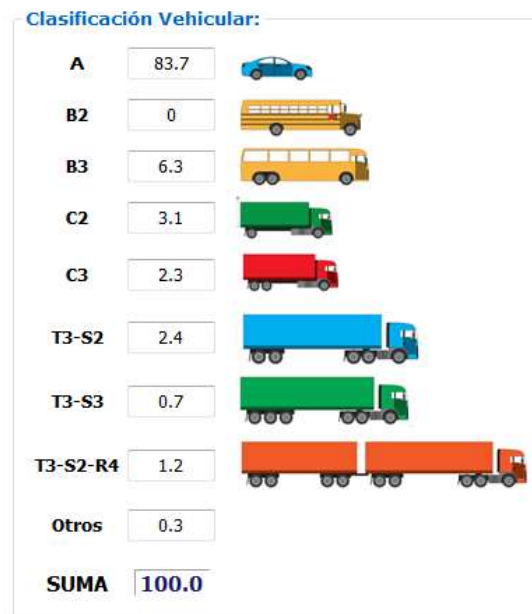 Clasificación Vehicular:
A 83.7
B2 0
B3 6.3
C2 3.1
C3 2.3
T3-S2 2.4
T3-S3 0.7
T3-S2-R4 1.2
Otros 0.3
SUMA 100.0